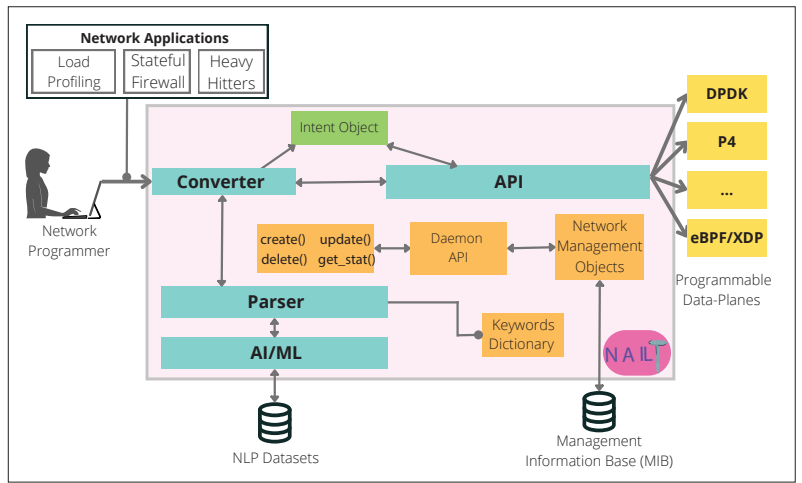 Network Applications
Load
Profiling
Stateful
Firewall
Heavy
Hitters
Intent Object
DPDK
P4
...
eBPF/XDP
Programmable
Data-Planes
Network
Programmer
Converter
API
create() update()
delete() get_stat()
Daemon
API
Network
Management
Objects
Parser
AI/ML
Keywords
Dictionary
NAIL
NLP Datasets
Management
Information Base (MIB)